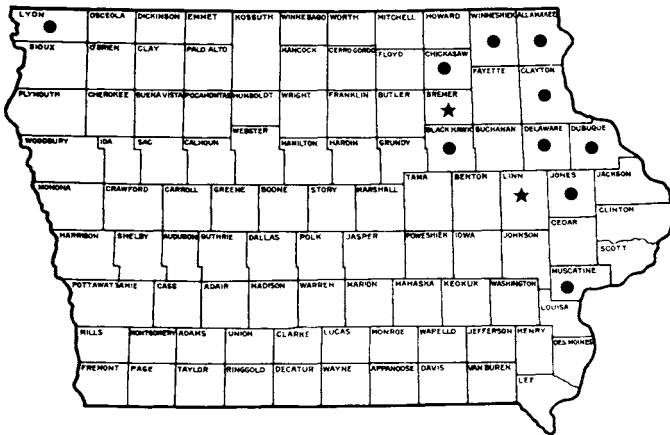 LYON OSCEOLA DICKINSON EMMET KOSSUTH WINNEBAGO WORTH MITCHELL HOWARD WINNESHIEK ALLAMAKEE
SIOUX O'BRIEN CLAY PALO ALTO HANCOCK CERRO GORDO FLOYD CHICKASAW
FAYETTE CLAYTON
PLYMOUTH CHEROKEE BUENA VISTA POCAHONTAS HUMBOLDT WRIGHT FRANKLIN BUTLER BREMER
WEBSTER BLACK HAWK BUCHANAN DELAWARE DUBUQUE
WOODBURY IDA SAC CALHOUN HAMILTON HARDIN GRUNDY
TAMA BENTON LINN JONES JACKSON
MONONA CRAWFORD CARROLL GREENE BOONE STORY MARSHALL
CLINTON
CEDAR
HARRISON SHELBY AUDUBON GUTHRIE DALLAS POLK JASPER POWESHIEK IOWA JOHNSON
SCOTT
MUSCATINE
POTTAWATTAMIE CASS ADAIR MADISON WARREN MARION MAHASKA KEOKUK WASHINGTON
LOUISA
MILLS MONTGOMERY ADAMS UNION CLARKE LUCAS MONROE WAPELLO JEFFERSON HENRY
DES MOINES
FREMONT PAGE TAYLOR RINGGOLD DECATUR WAYNE APPANOOSE DAVIS VAN BUREN
LEE